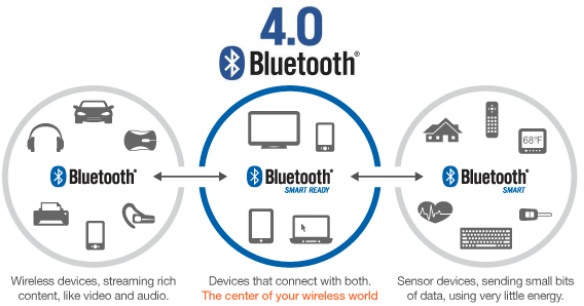 4.0
Bluetooth®
Bluetooth®
Bluetooth®
SMART READY
68°F
Bluetooth®
SMART
Wireless devices, streaming rich
content, like video and audio.
Devices that connect with both.
The center of your wireless world
Sensor devices, sending small bits
of data, using very little energy.